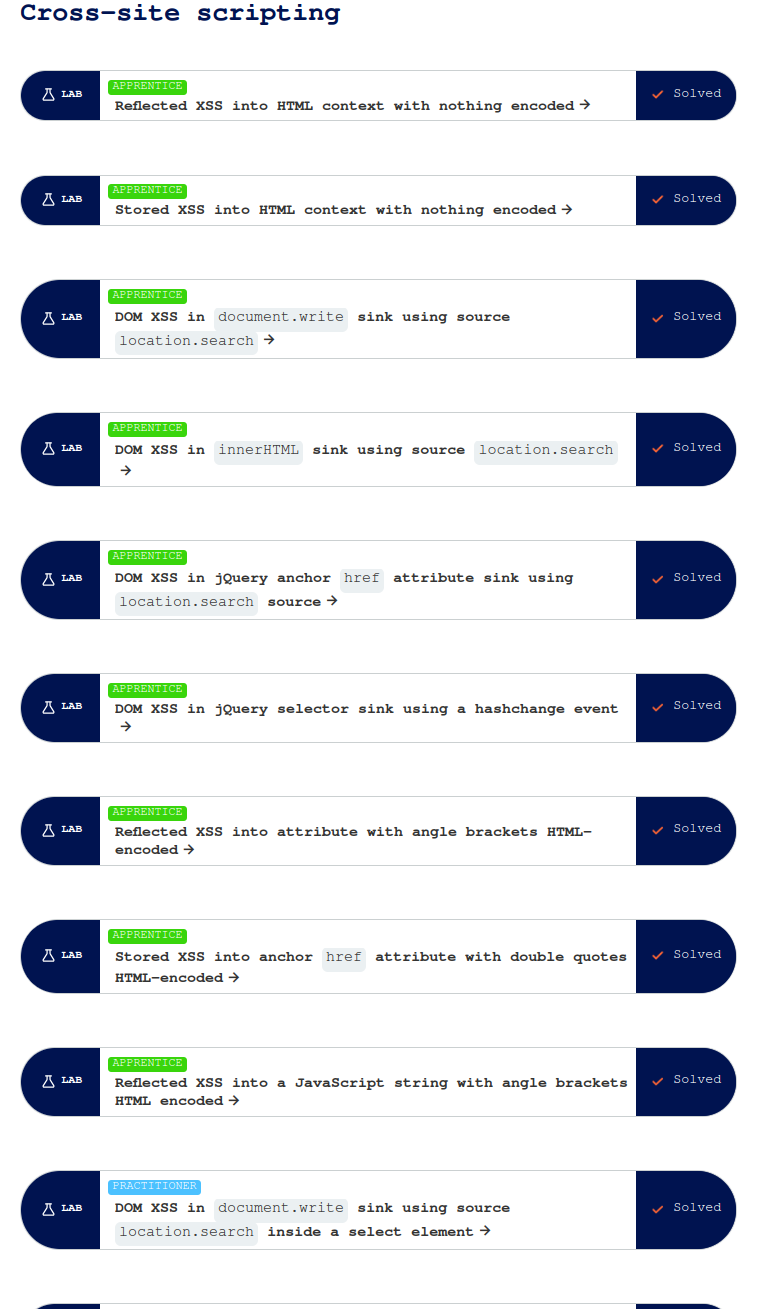 Cross-site scripting
LAB
APPRENTICE
Reflected XSS into HTML context with nothing encoded →
Solved
LAB
APPRENTICE
Stored XSS into HTML context with nothing encoded →
Solved
LAB
APPRENTICE
DOM XSS in document.write sink using source
location.search →
Solved
LAB
APPRENTICE
DOM XSS in innerHTML sink using source location.search
→
Solved
LAB
APPRENTICE
DOM XSS in jQuery anchor href attribute sink using
location.search source →
Solved
LAB
APPRENTICE
DOM XSS in jQuery selector sink using a hashchange event
→
Solved
LAB
APPRENTICE
Reflected XSS into attribute with angle brackets HTML-
encoded →
Solved
LAB
APPRENTICE
Stored XSS into anchor href attribute with double quotes
HTML-encoded →
Solved
LAB
APPRENTICE
Reflected XSS into a JavaScript string with angle brackets
HTML encoded →
Solved
LAB
PRACTITIONER
DOM XSS in document.write sink using source
location.search inside a select element →
Solved